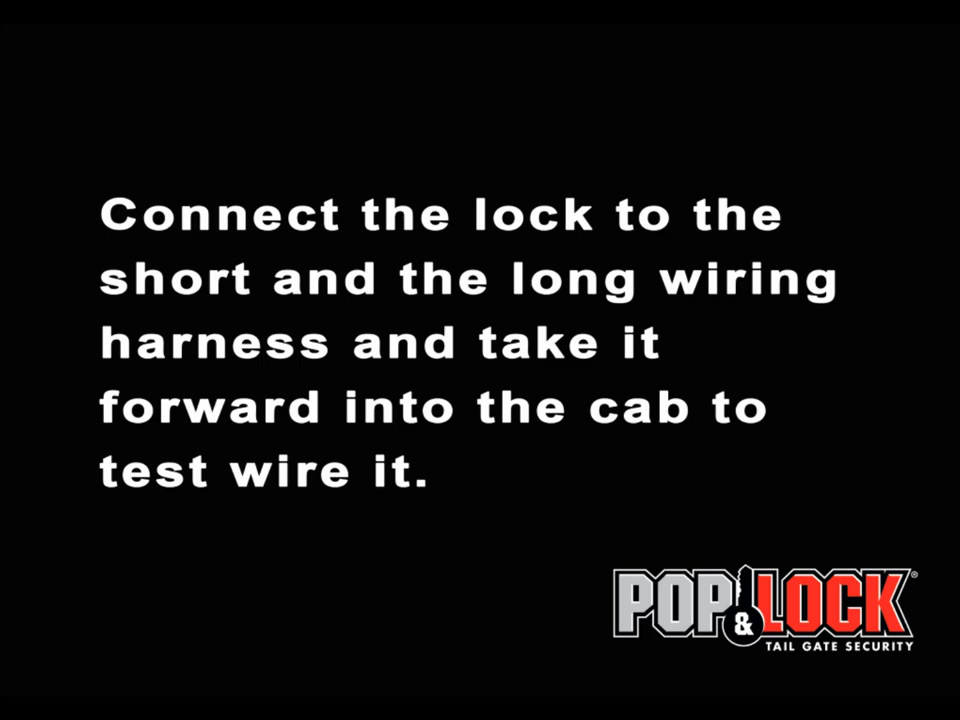 Connect the lock to the
short and the long wiring
harness and take it
forward into the cab to
test wire it.
POP & LOCK®
TAIL GATE SECURITY